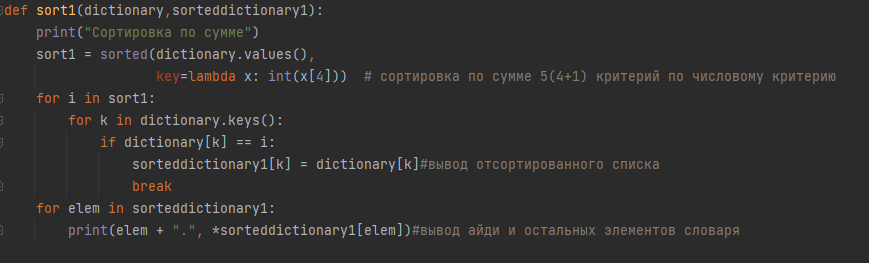 def sort1(dictionary,sorteddictionary1):
    print("Сортировка по сумме")
    sort1 = sorted(dictionary.values(),
                   key=lambda x: int(x[4]))  # сортировка по сумме 5(4+1) критерий по числовому критерию
    for i in sort1:
        for k in dictionary.keys():
            if dictionary[k] == i:
                sorteddictionary1[k] = dictionary[k]#вывод отсортированного списка
                break
    for elem in sorteddictionary1:
        print(elem + ".", *sorteddictionary1[elem])#вывод айди и остальных элементов словаря